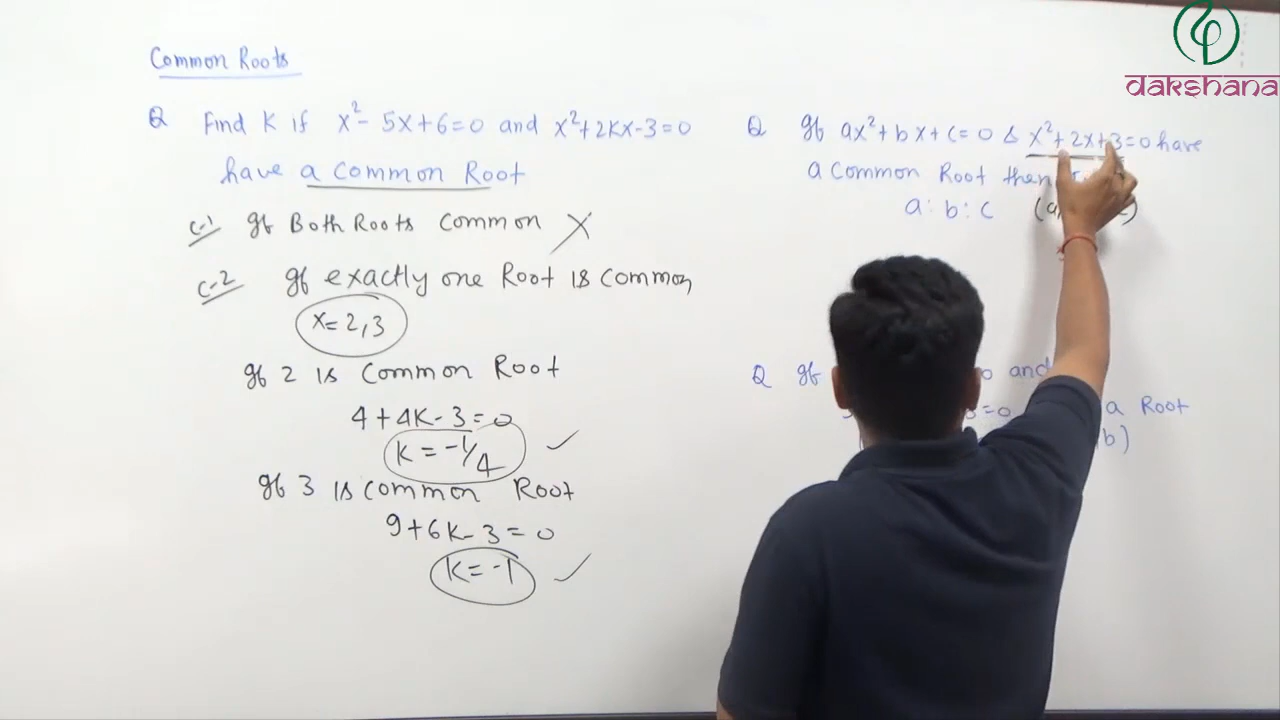 dakshana
Common Roots
Q Find K if x² - 5x + 6 = 0 and x² + 2Kx - 3 = 0
have a common Root
C-1 If Both Roots Common X
C-2 If exactly one Root is common
x = 2, 3
If 2 is Common Root
4 + 4K - 3 = 0
K = -1/4 ✓
If 3 is common Root
9 + 6K - 3 = 0
K = -1 ✓
Q If ax² + bx + c = 0 & x² + 2x + 3 = 0 have
a Common Root then
a : b : c (a
Q If 0 and
= 0 a Root
b)